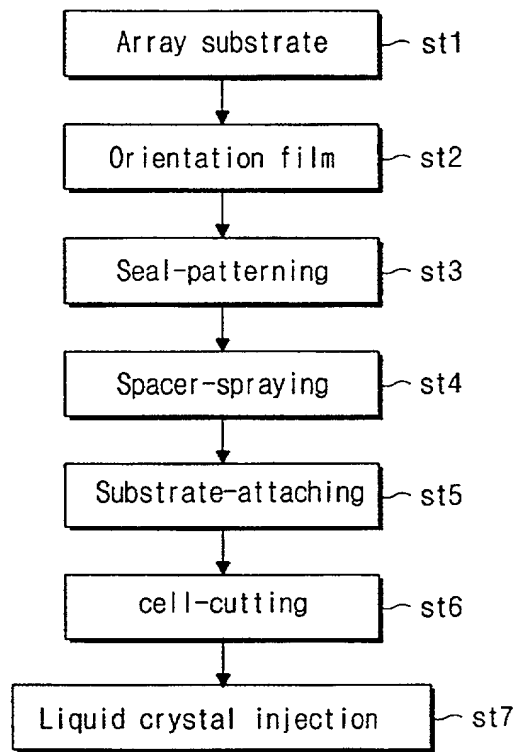 Array substrate st1
Orientation film st2
Seal-patterning st3
Spacer-spraying st4
Substrate-attaching st5
cell-cutting st6
Liquid crystal injection st7